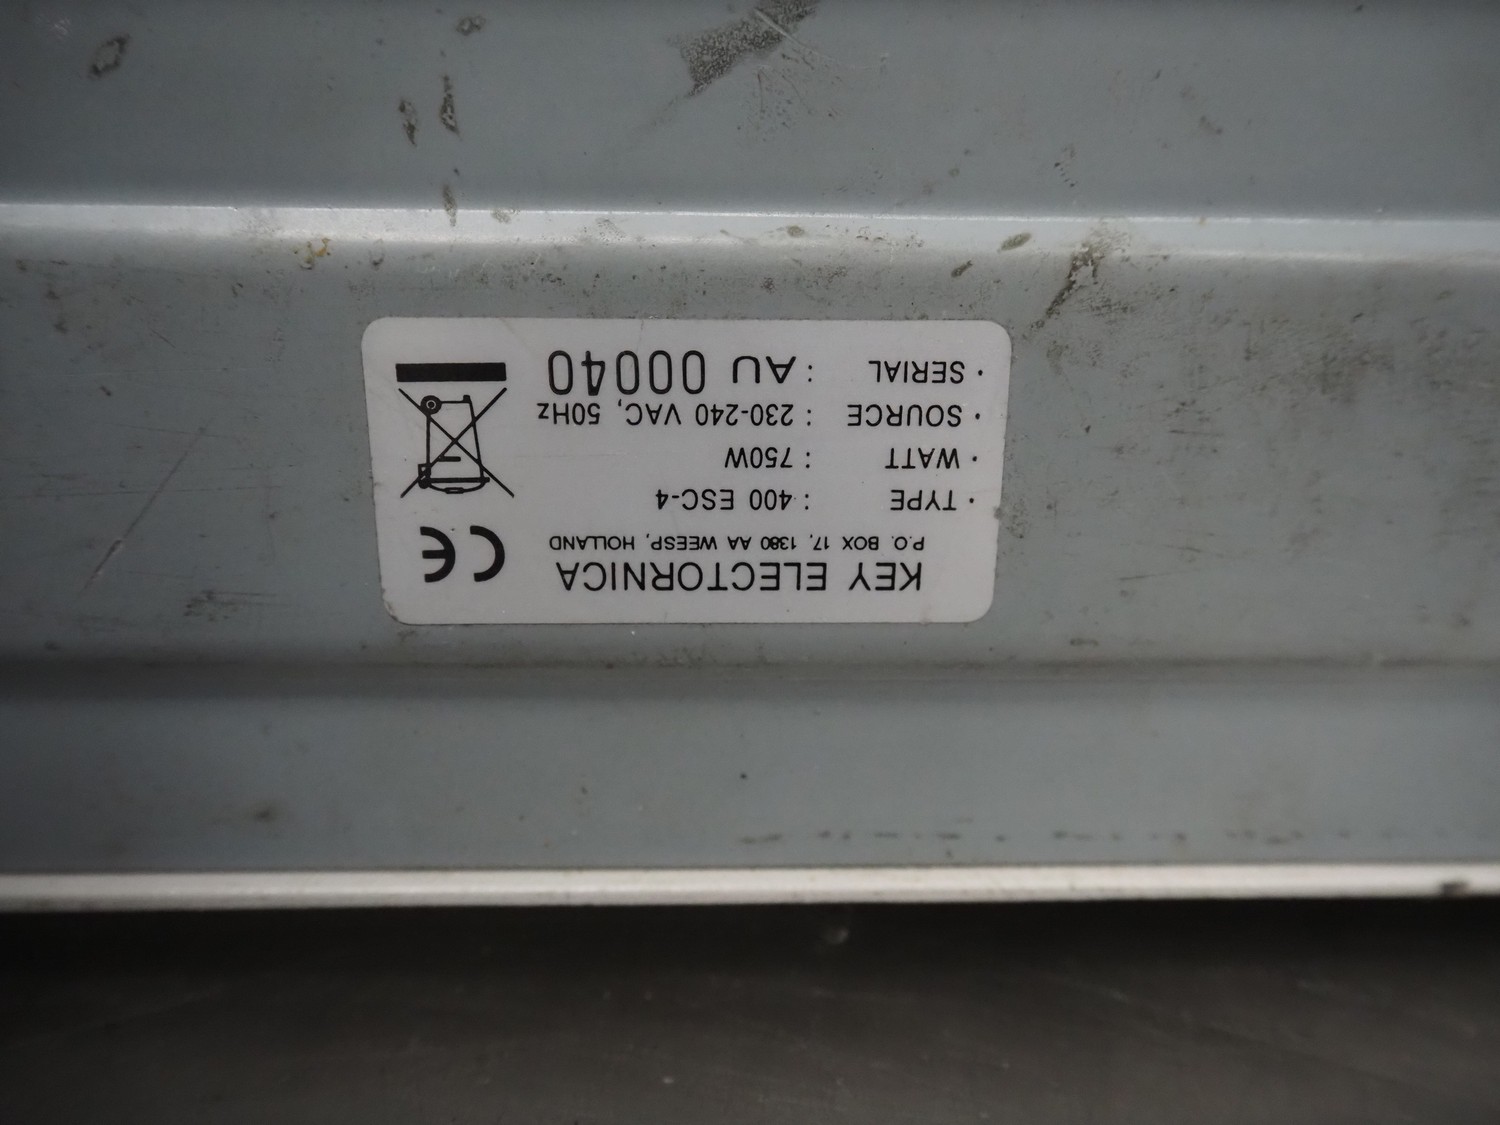 KEY ELECTORNICA
P.O. BOX 17, 1380 AA WEESP, HOLLAND
CE
· TYPE : 400 ESC-4
· WATT : 750W
· SOURCE : 230-240 VAC, 50Hz
· SERIAL : AU 00040